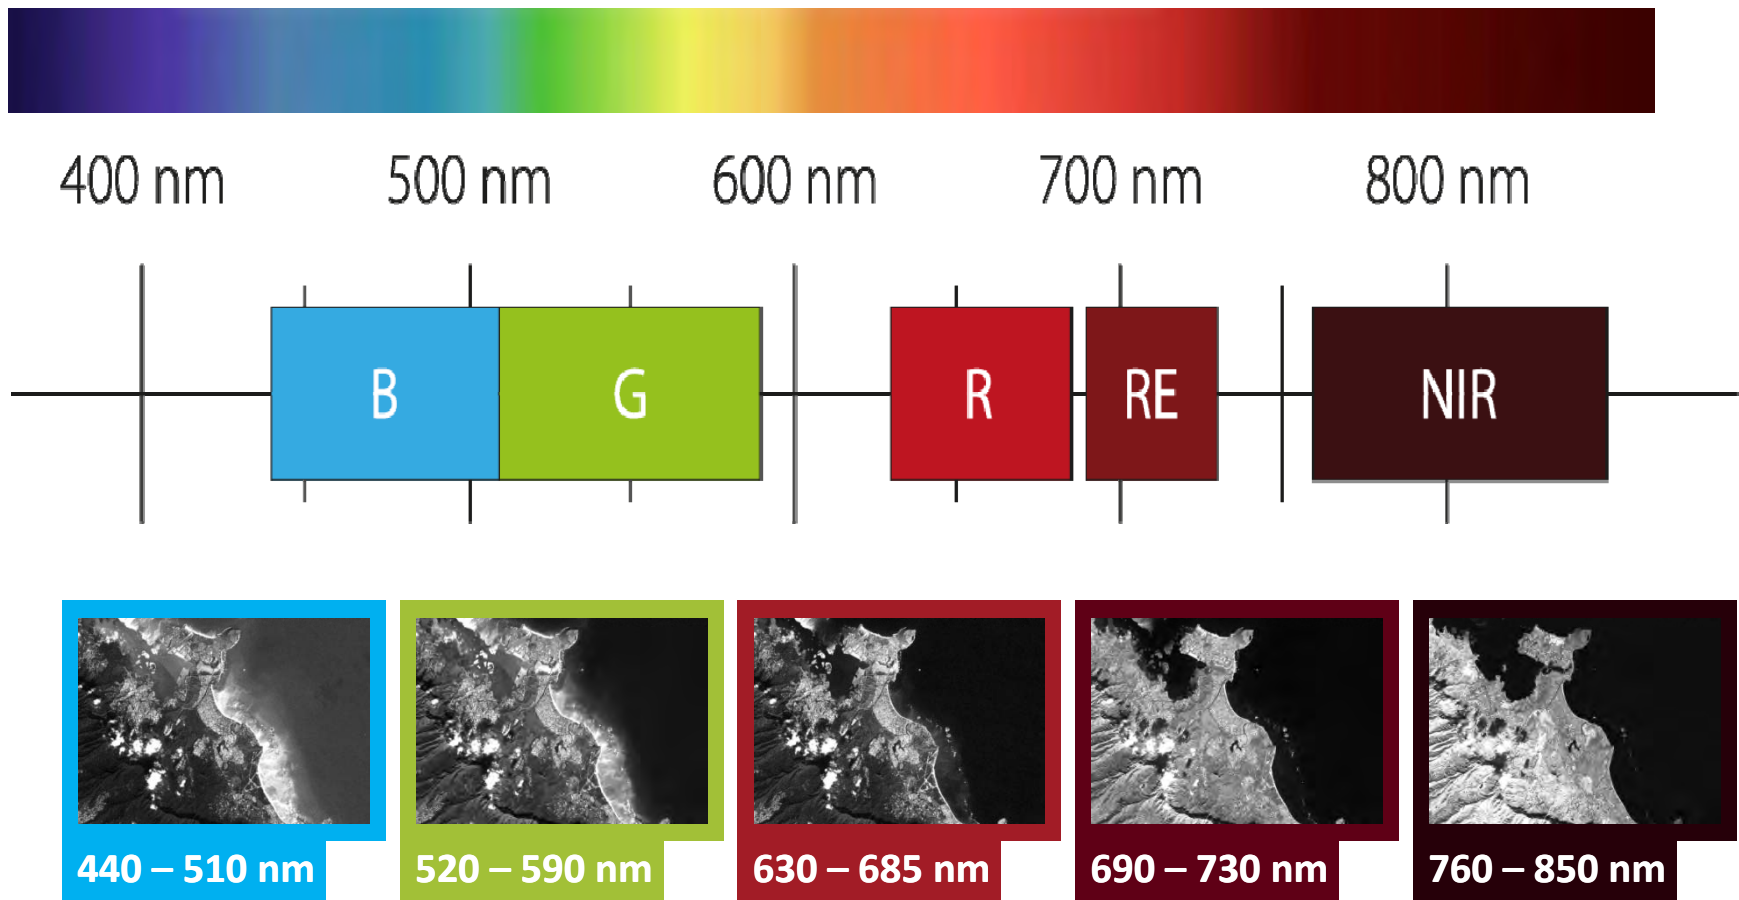 400 nm 500 nm 600 nm 700 nm 800 nm
B G R RE NIR
440 – 510 nm 520 – 590 nm 630 – 685 nm 690 – 730 nm 760 – 850 nm